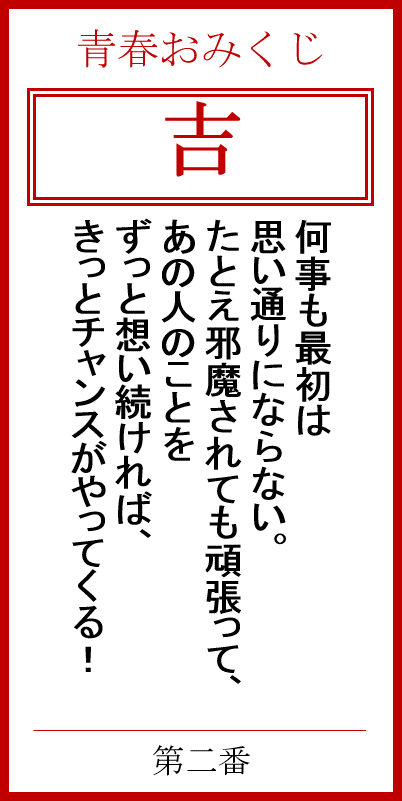 青春おみくじ
吉
何事も最初は
思い通りにならない。
たとえ邪魔されても頑張って、
あの人のことを
ずっと想い続ければ、
きっとチャンスがやってくる！
第二番